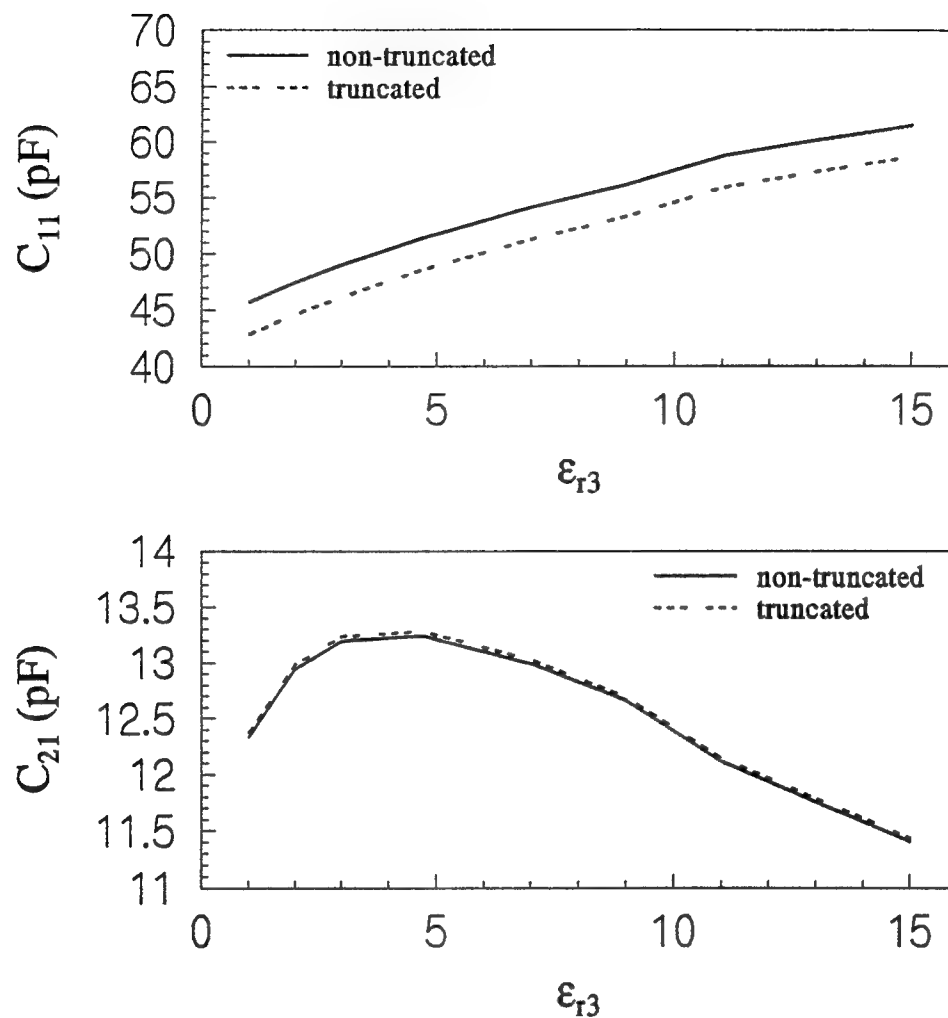 70
non-truncated
65
truncated
60
C₁₁ (pF)
55
50
45
40
0 5 10 15
εᵣ₃
14
non-truncated
13.5
truncated
13
C₂₁ (pF)
12.5
12
11.5
11
0 5 10 15
εᵣ₃